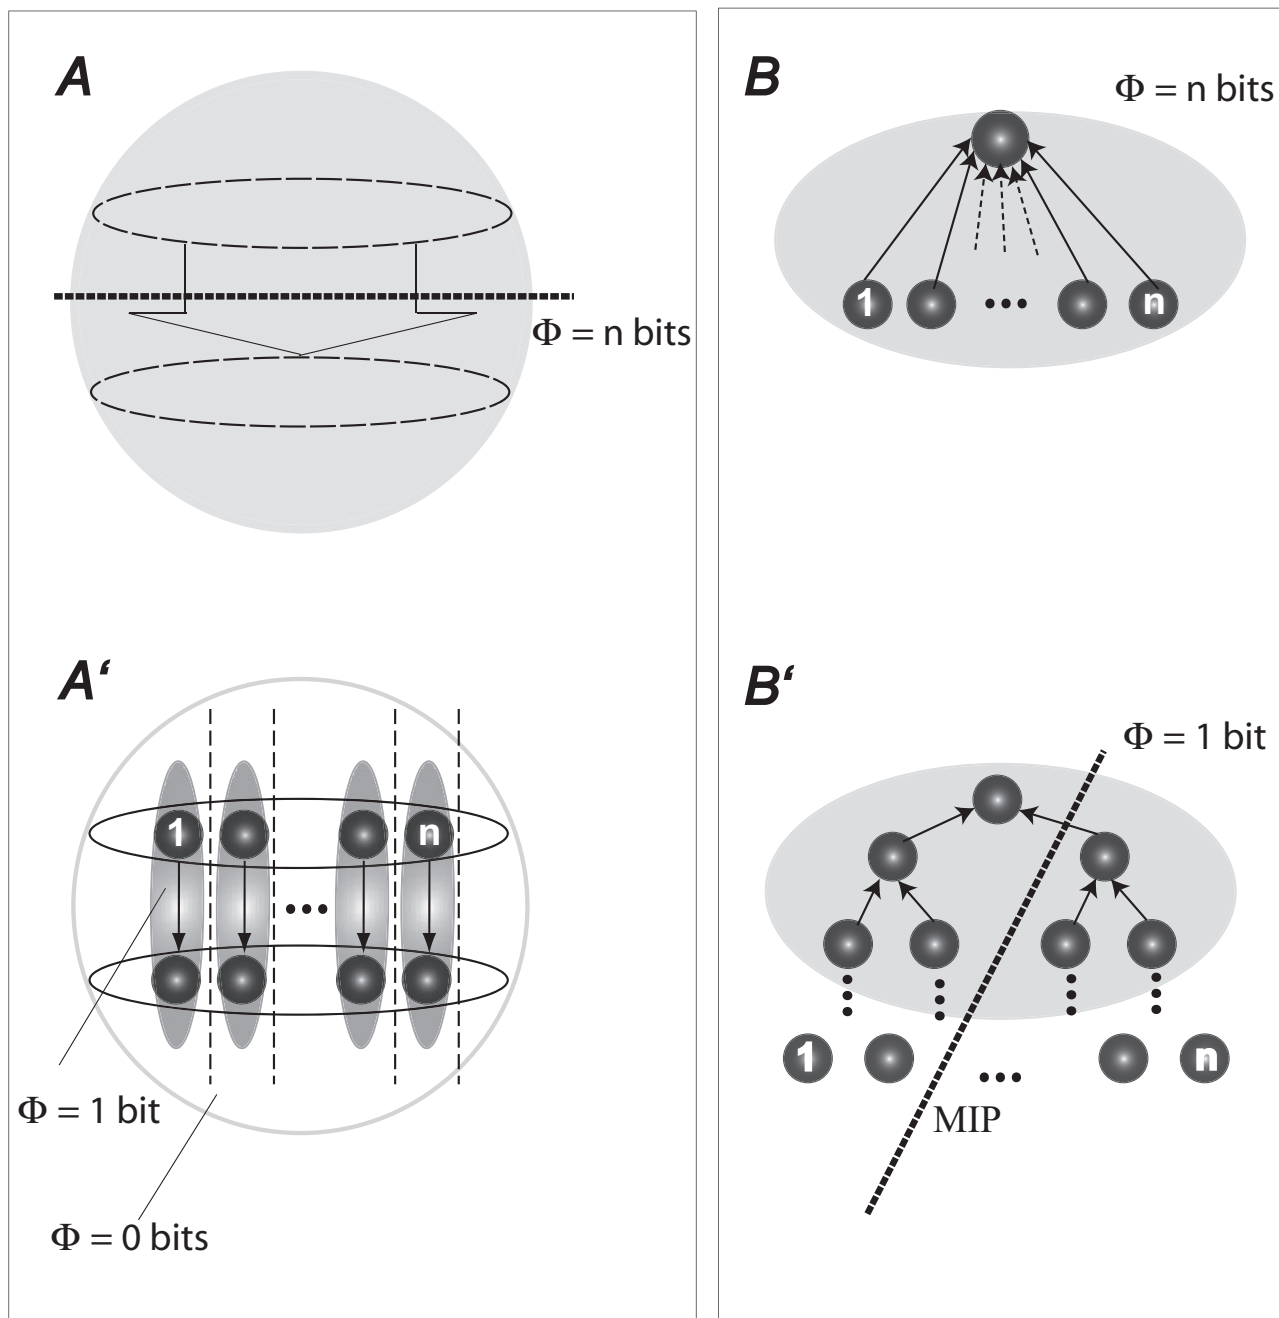 A
Φ = n bits
A‘
1
n
Φ = 1 bit
Φ = 0 bits
B
Φ = n bits
1
n
B‘
Φ = 1 bit
1
n
MIP